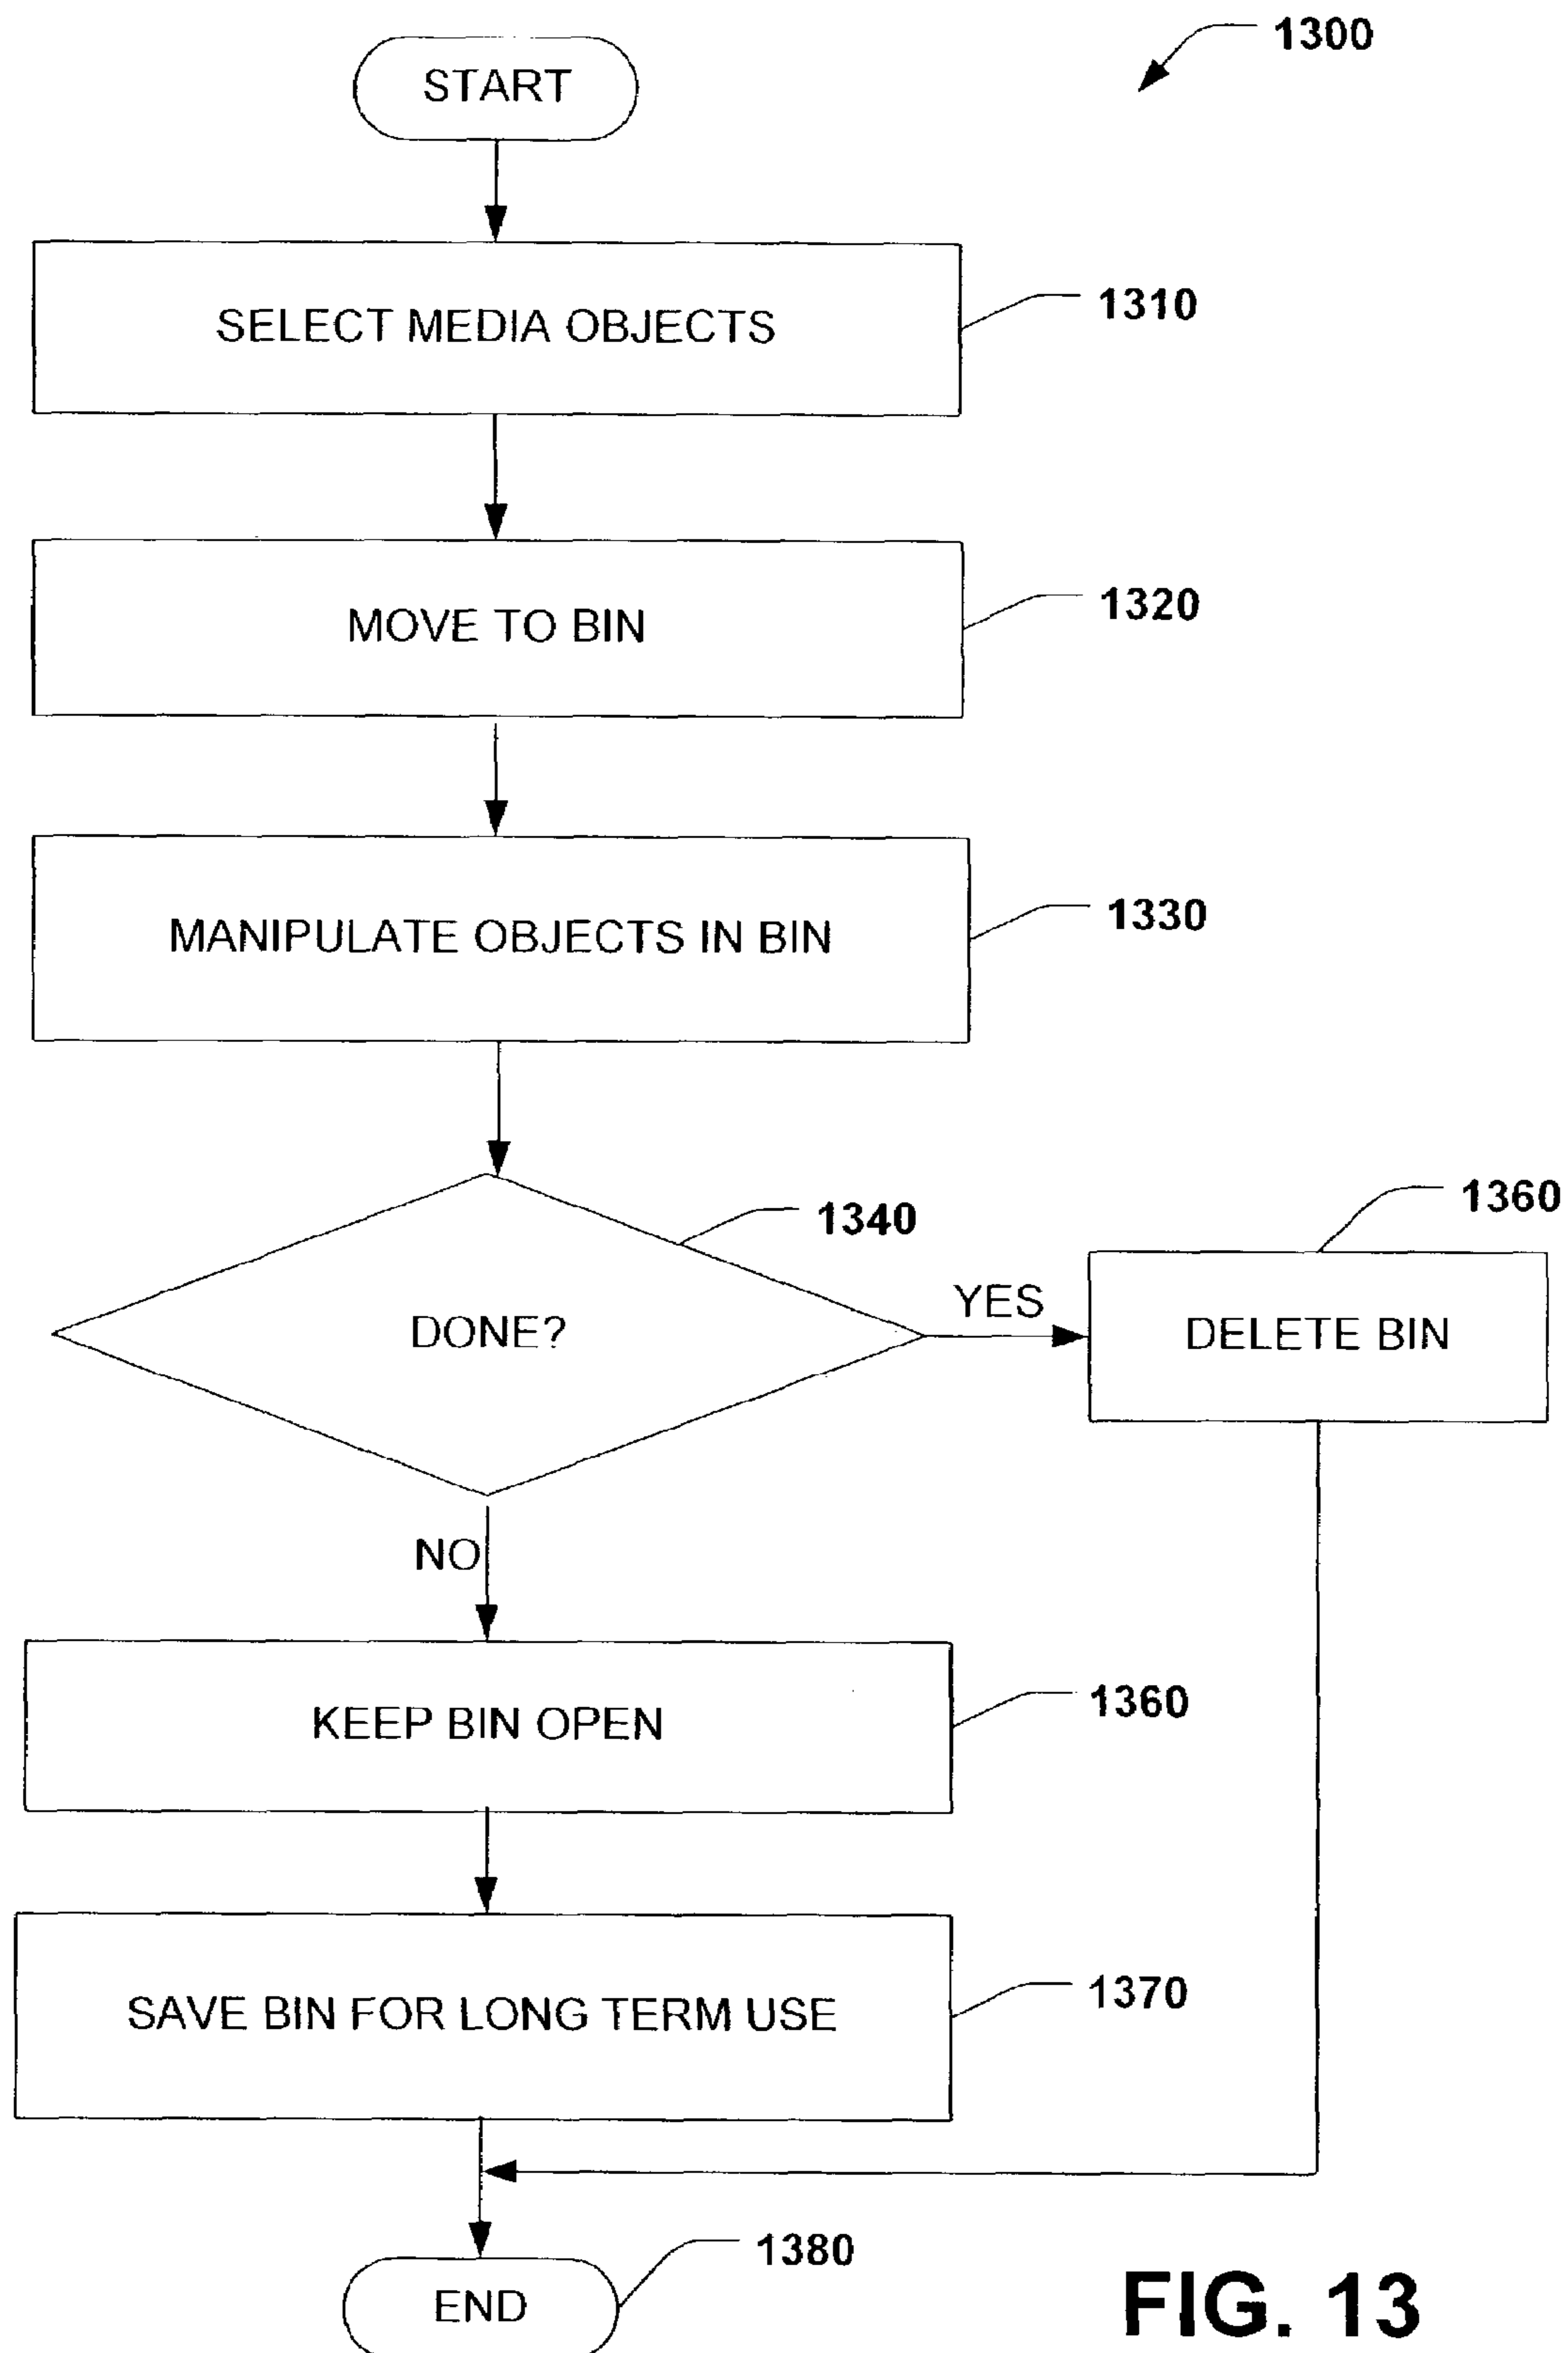 1300
START
SELECT MEDIA OBJECTS
1310
MOVE TO BIN
1320
MANIPULATE OBJECTS IN BIN
1330
1340
DONE?
YES
1360
DELETE BIN
NO
KEEP BIN OPEN
1360
SAVE BIN FOR LONG TERM USE
1370
END
1380
FIG. 13